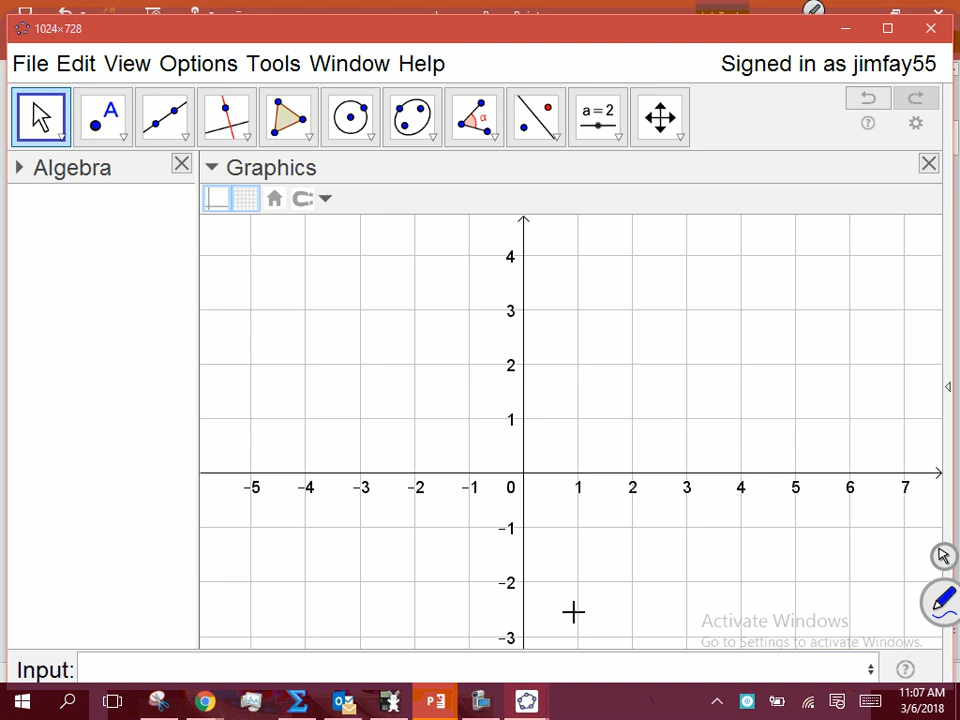 1024×728
File Edit View Options Tools Window Help
Signed in as jimfay55
A
α
a=2
Algebra
Graphics
4
3
2
1
-5 -4 -3 -2 -1 0 1 2 3 4 5 6 7
-1
-2
-3
Activate Windows
Go to Settings to activate Windows.
Input:
11:07 AM
3/6/2018